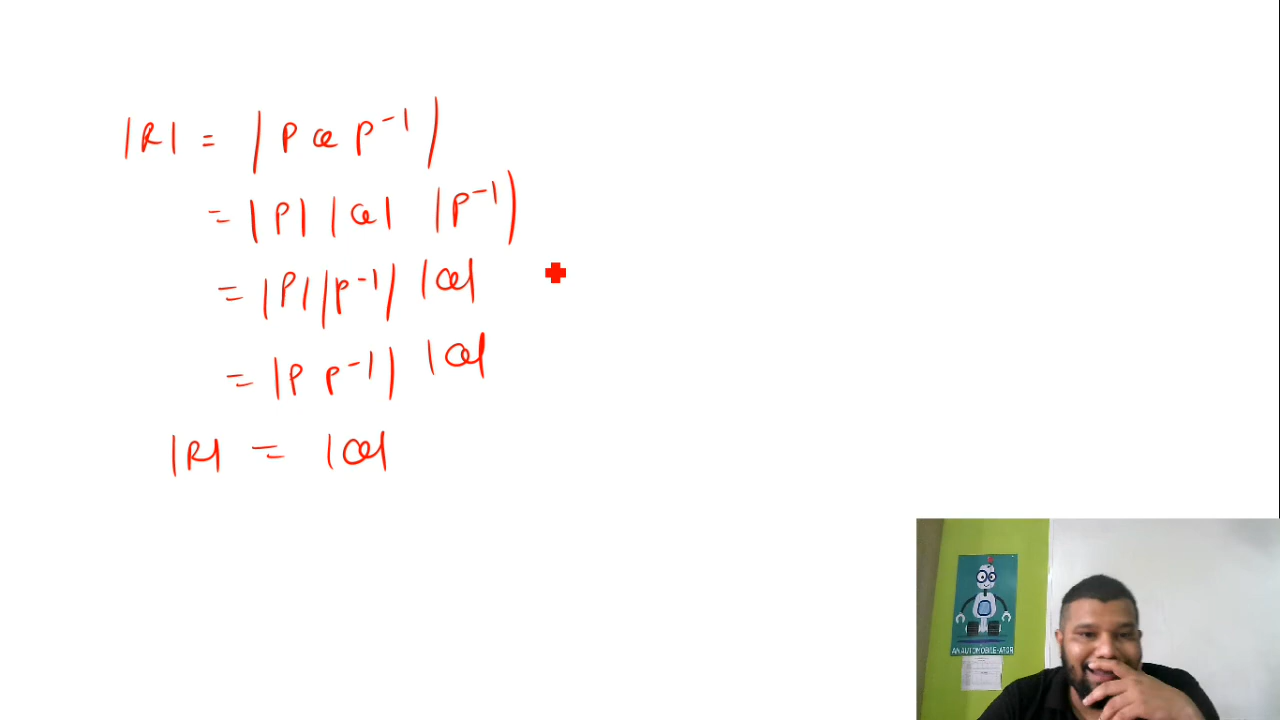 |R| = |P Q P⁻¹|
= |P| |Q| |P⁻¹|
= |P| |P⁻¹| |Q|
= |P P⁻¹| |Q|
|R| = |Q|
AN AUTOMOBILE-ATOR